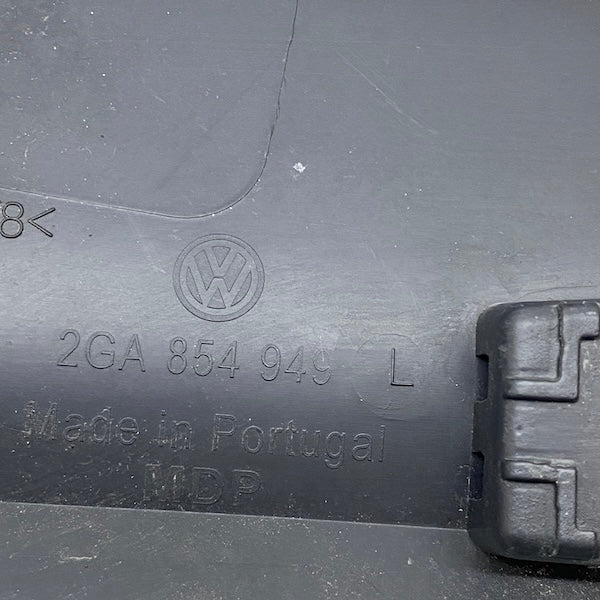 8<
2GA 854 949 L
Made in Portugal
MDP